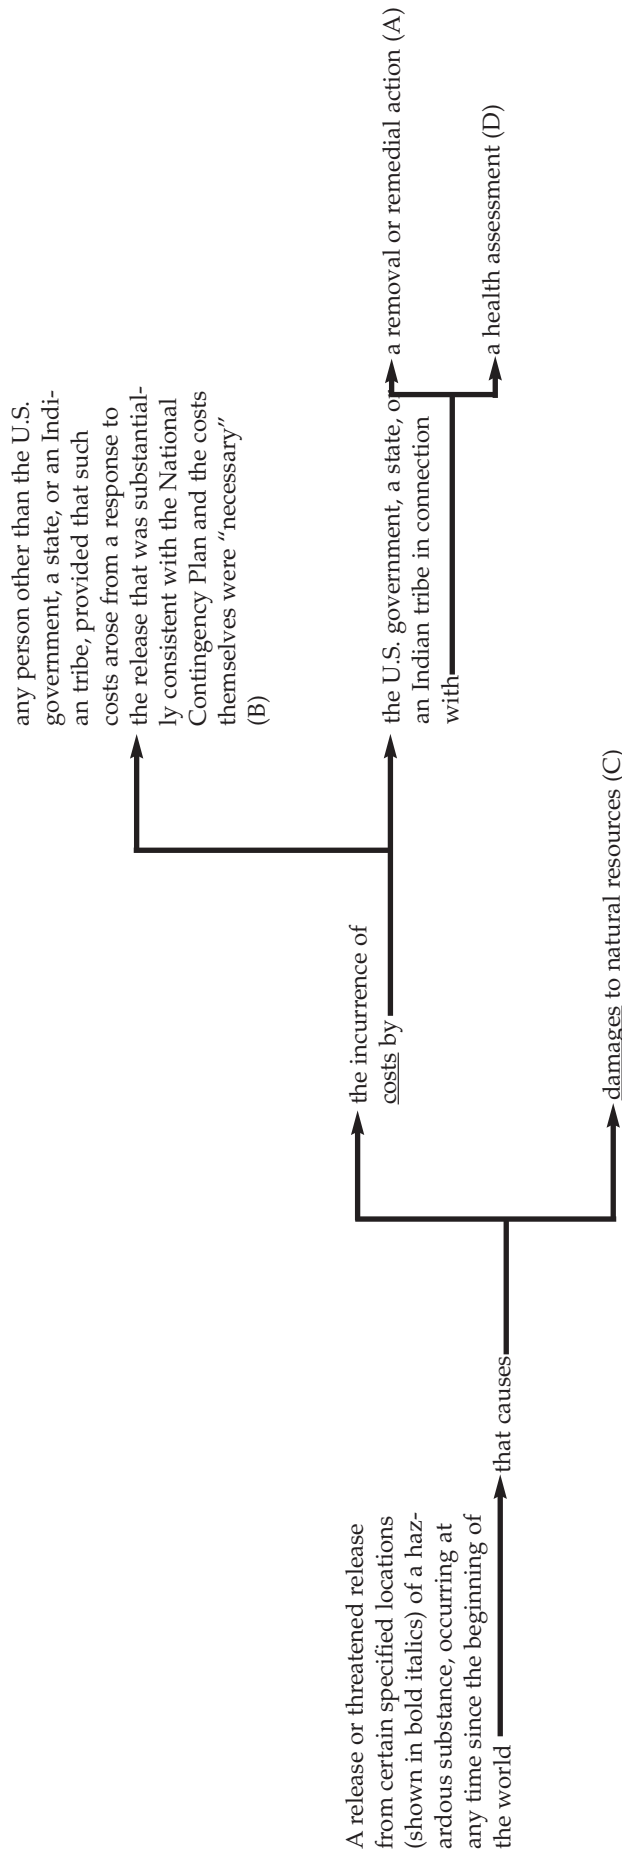 A release or threatened release
from certain specified locations
(shown in bold italics) of a haz-
ardous substance, occurring at
any time since the beginning of
the world
that causes
the incurrence of
costs by
any person other than the U.S.
government, a state, or an Indi-
an tribe, provided that such
costs arose from a response to
the release that was substantial-
ly consistent with the National
Contingency Plan and the costs
themselves were “necessary”
(B)
the U.S. government, a state, or
an Indian tribe in connection
with
a removal or remedial action (A)
a health assessment (D)
damages to natural resources (C)